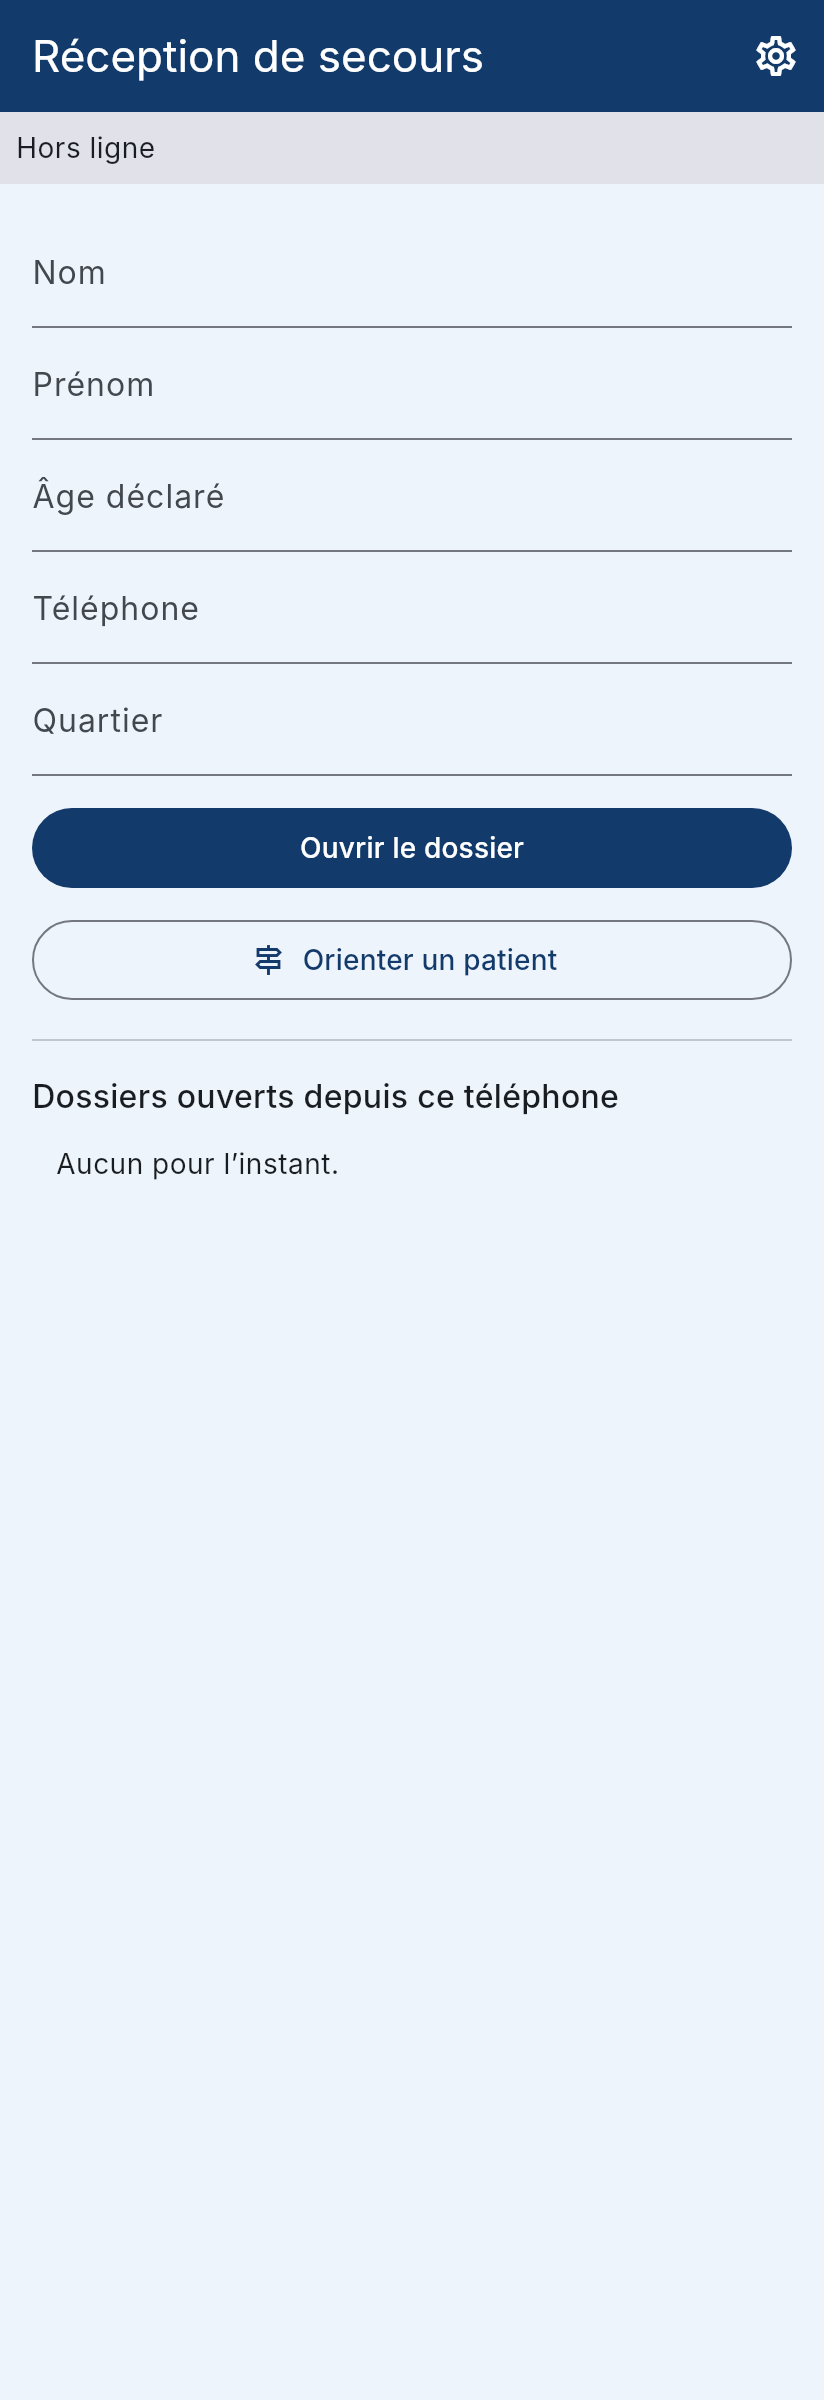 Réception de secours
Hors ligne
Nom
Prénom
Âge déclaré
Téléphone
Quartier
Ouvrir le dossier
Orienter un patient
Dossiers ouverts depuis ce téléphone
Aucun pour l’instant.